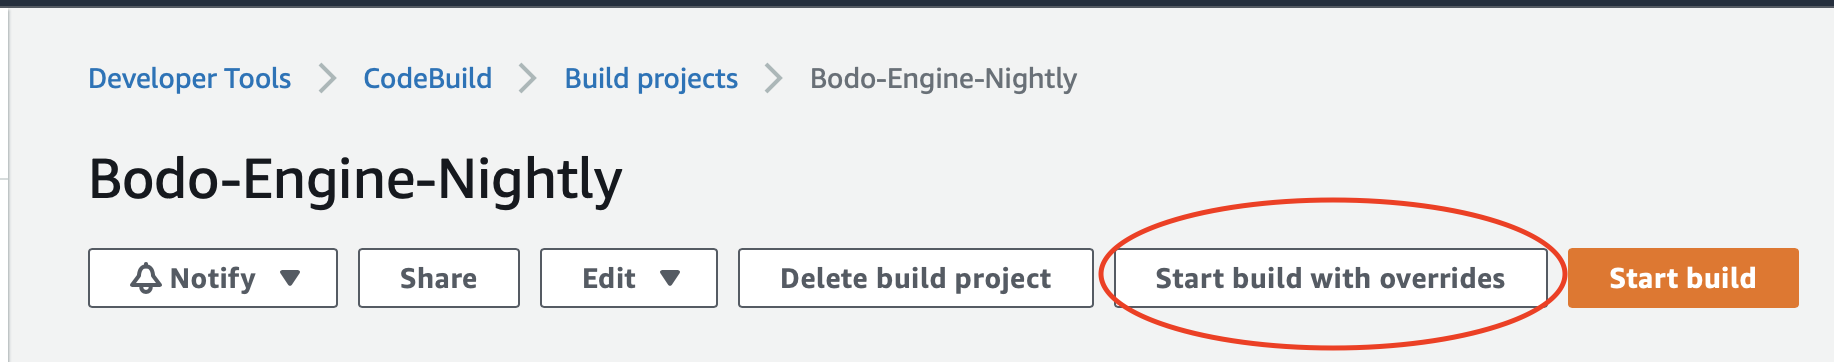 Developer Tools > CodeBuild > Build projects > Bodo-Engine-Nightly
Bodo-Engine-Nightly
Notify Share Edit Delete build project Start build with overrides Start build